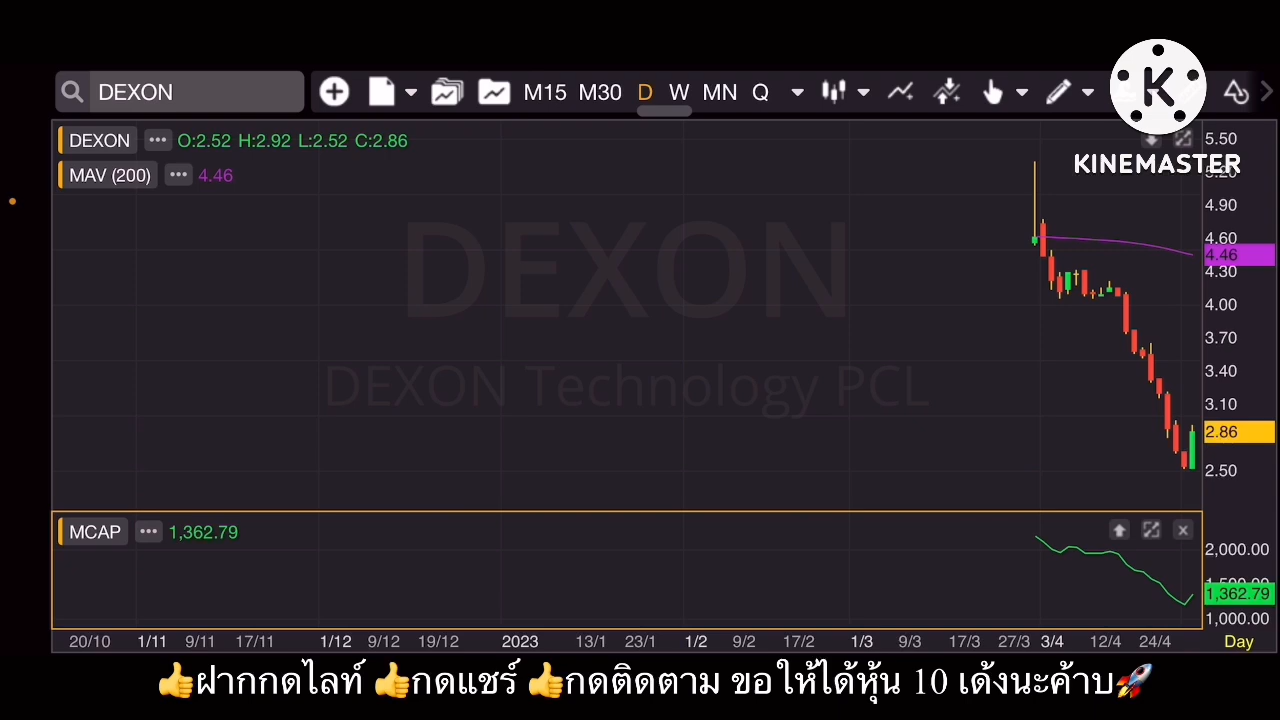 DEXON M15 M30 D W MN Q
K
KINEMASTER
DEXON ••• O:2.52 H:2.92 L:2.52 C:2.86
MAV (200) ••• 4.46
5.50
5.20
4.90
4.60
4.46
4.30
4.00
3.70
3.40
3.10
2.86
2.50
DEXON
DEXON Technology PCL
MCAP ••• 1,362.79
2,000.00
1,500.00
1,362.79
1,000.00
20/10 1/11 9/11 17/11 1/12 9/12 19/12 2023 13/1 23/1 1/2 9/2 17/2 1/3 9/3 17/3 27/3 3/4 12/4 24/4 Day
👍ฝากกดไลท์ 👍กดแชร์ 👍กดติดตาม ขอให้ได้หุ้น 10 เด้งนะค้าบ🚀